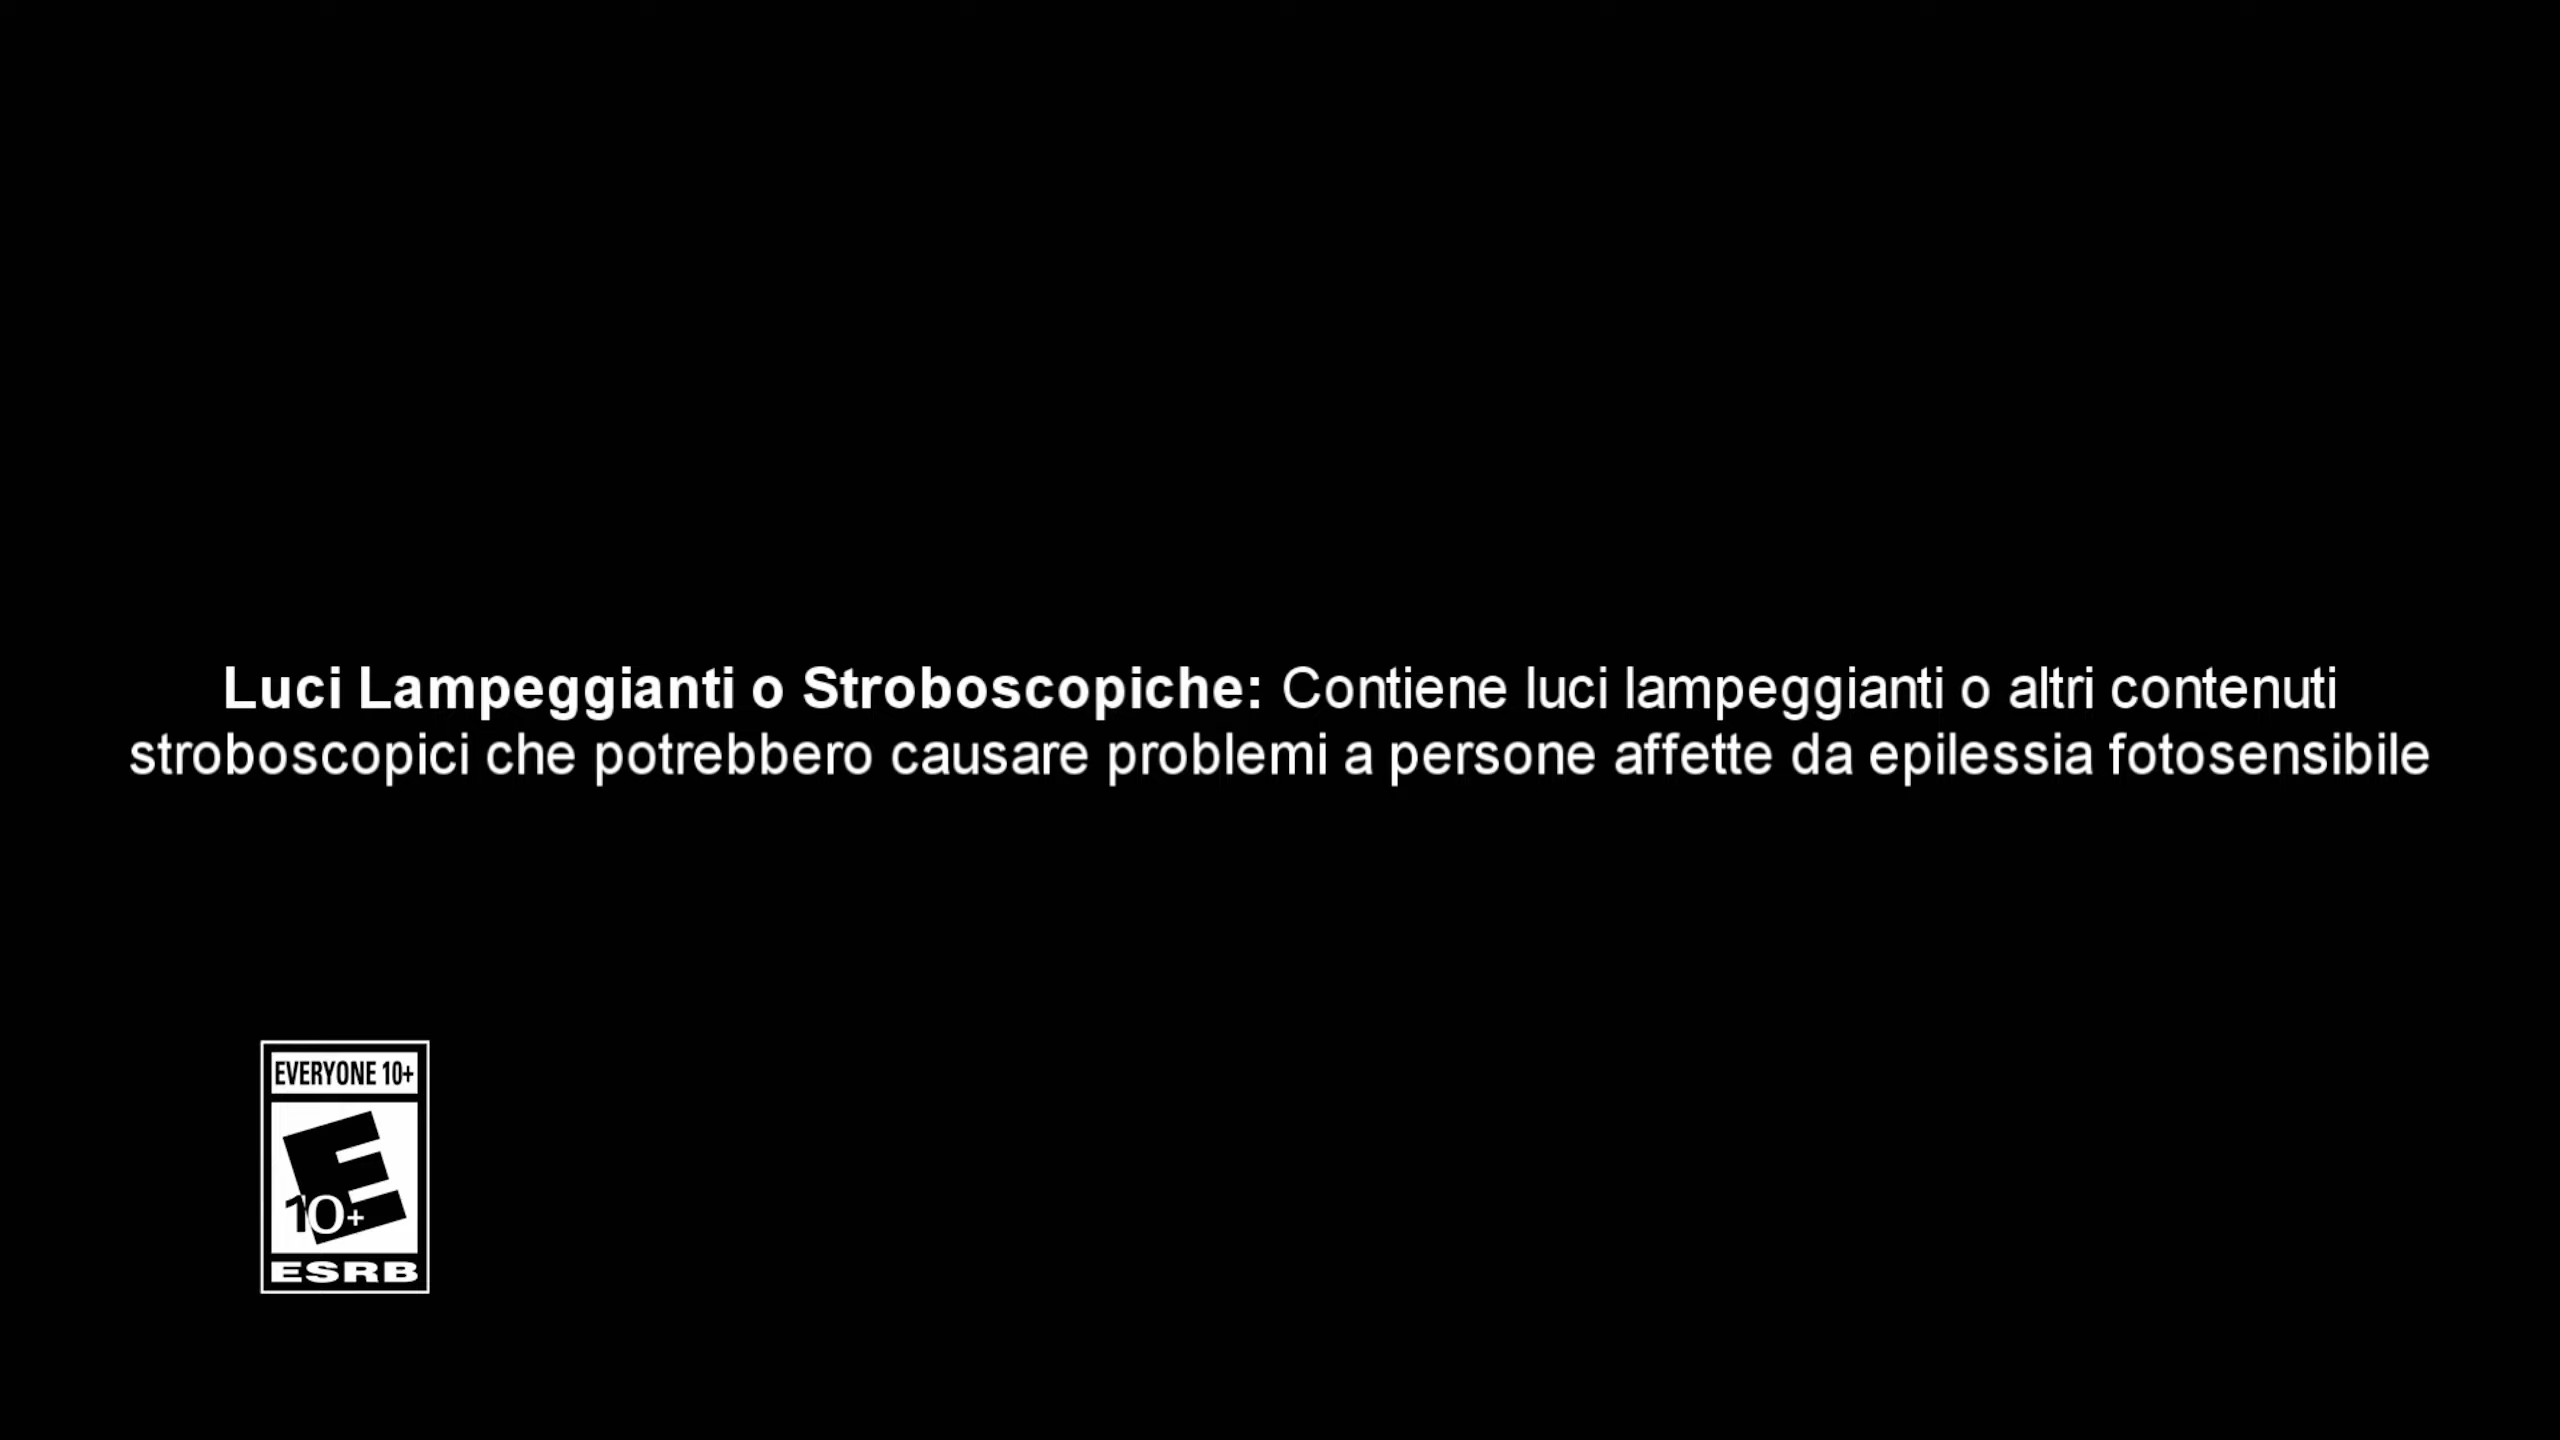 Luci Lampeggianti o Stroboscopiche: Contiene luci lampeggianti o altri contenuti
stroboscopici che potrebbero causare problemi a persone affette da epilessia fotosensibile
EVERYONE 10+
E
10+
ESRB